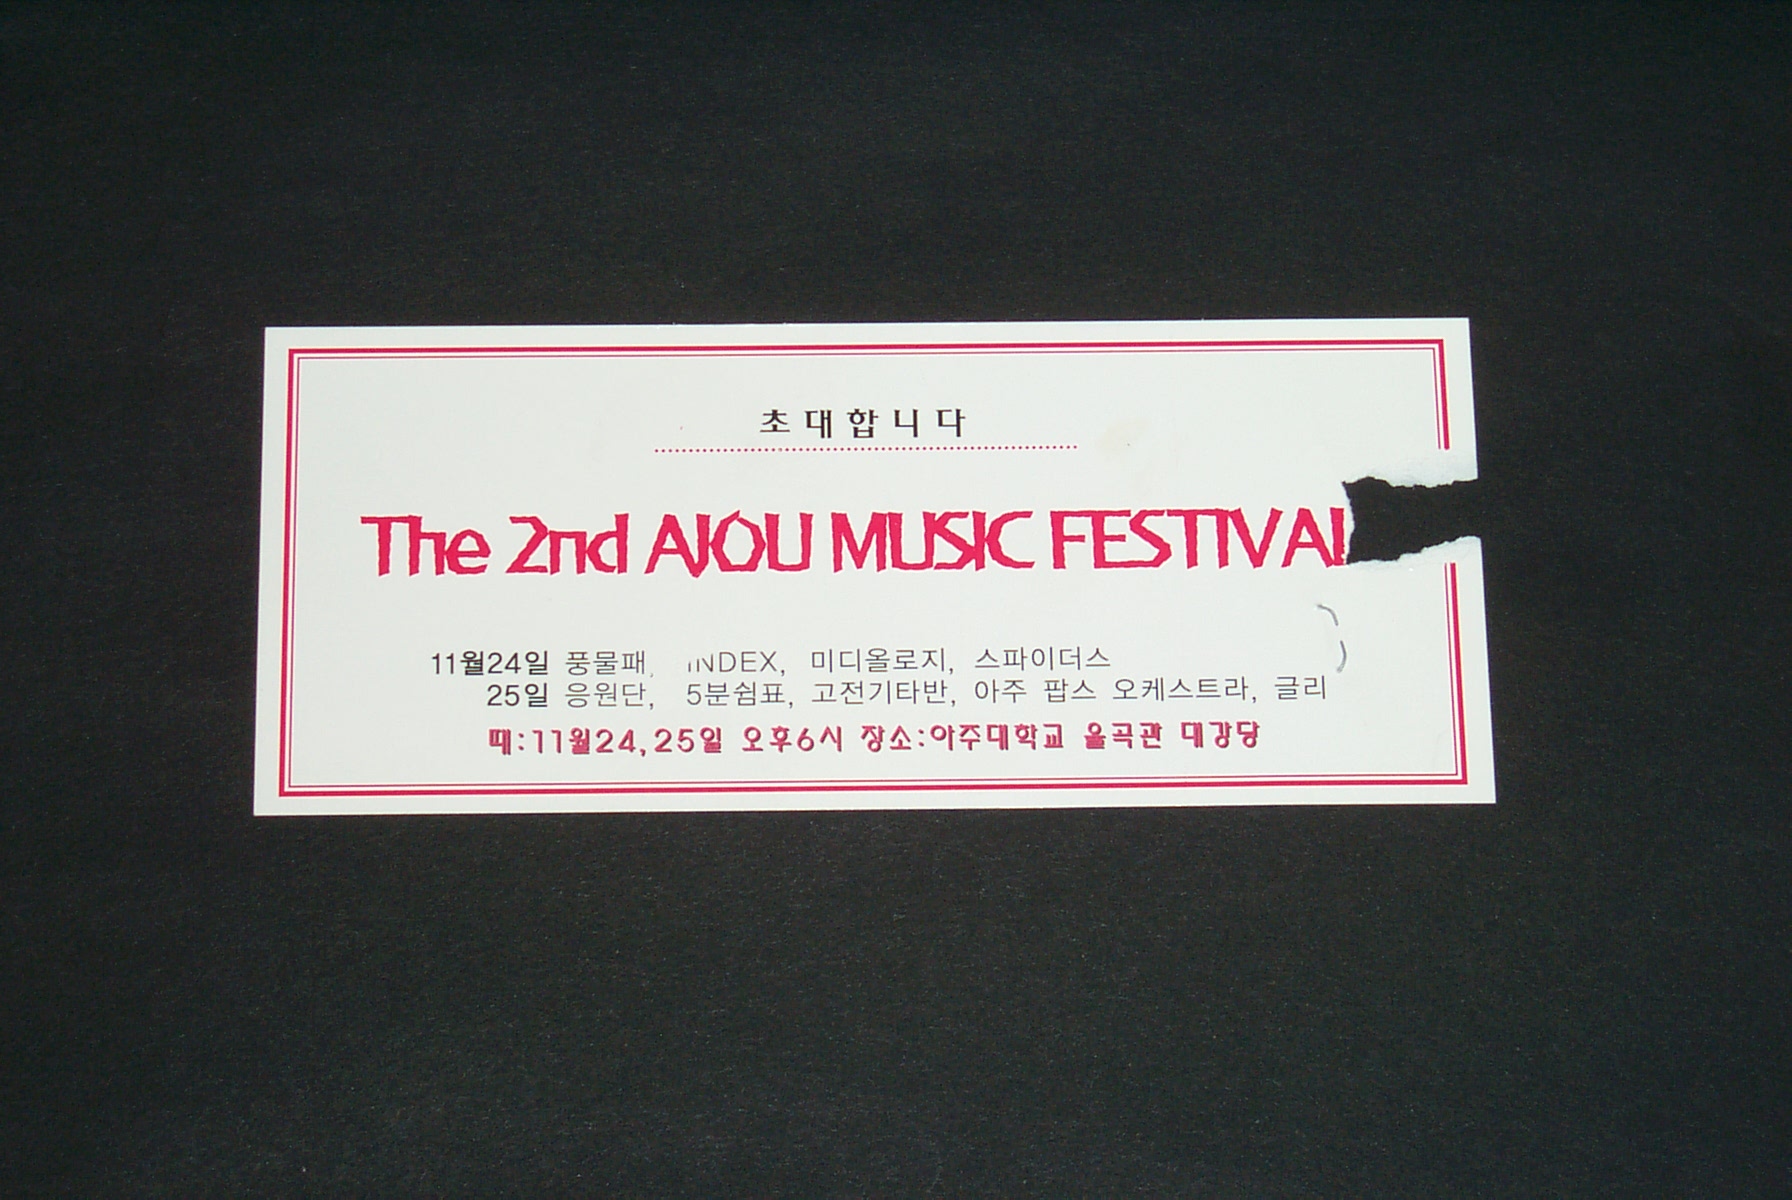 초대합니다
The 2nd AJOU MUSIC FESTIVAL
11월24일 풍물패, INDEX, 미디올로지, 스파이더스
25일 응원단, 5분쉼표, 고전기타반, 아주 팝스 오케스트라, 글리
때:11월24,25일 오후6시 장소:아주대학교 율곡관 대강당